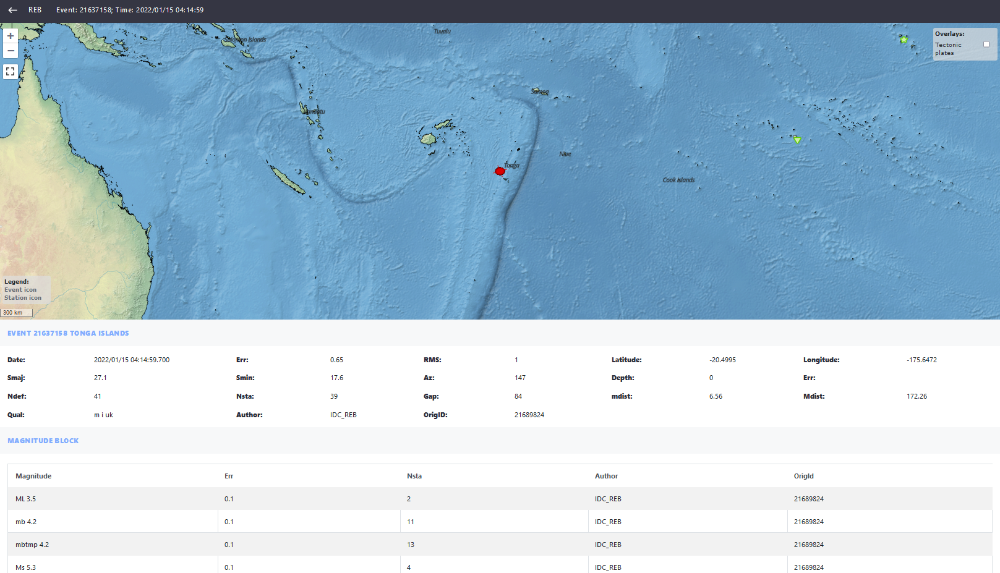 REB Event: 21637158; Time: 2022/01/15 04:14:59
Tuvalu
Solomon Islands
Overlays:
Tectonic
plates
+
−
Samoa
Vanuatu
Niue
Tonga
Cook Islands
Legend:
Event icon
Station icon
300 km
EVENT 21637158 TONGA ISLANDS
Date: 2022/01/15 04:14:59.700 Err: 0.65 RMS: 1 Latitude: -20.4995 Longitude: -175.6472
Smaj: 27.1 Smin: 17.6 Az: 147 Depth: 0 Err:
Ndef: 41 Nsta: 39 Gap: 84 mdist: 6.56 Mdist: 172.26
Qual: m i uk Author: IDC_REB OrigID: 21689824
MAGNITUDE BLOCK
Magnitude Err Nsta Author OrigId
ML 3.5 0.1 2 IDC_REB 21689824
mb 4.2 0.1 11 IDC_REB 21689824
mbtmp 4.2 0.1 13 IDC_REB 21689824
Ms 5.3 0.1 4 IDC_REB 21689824